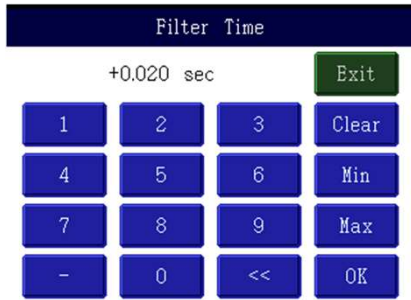 Filter Time
+0.020 sec Exit
1 2 3 Clear
4 5 6 Min
7 8 9 Max
- 0 << OK